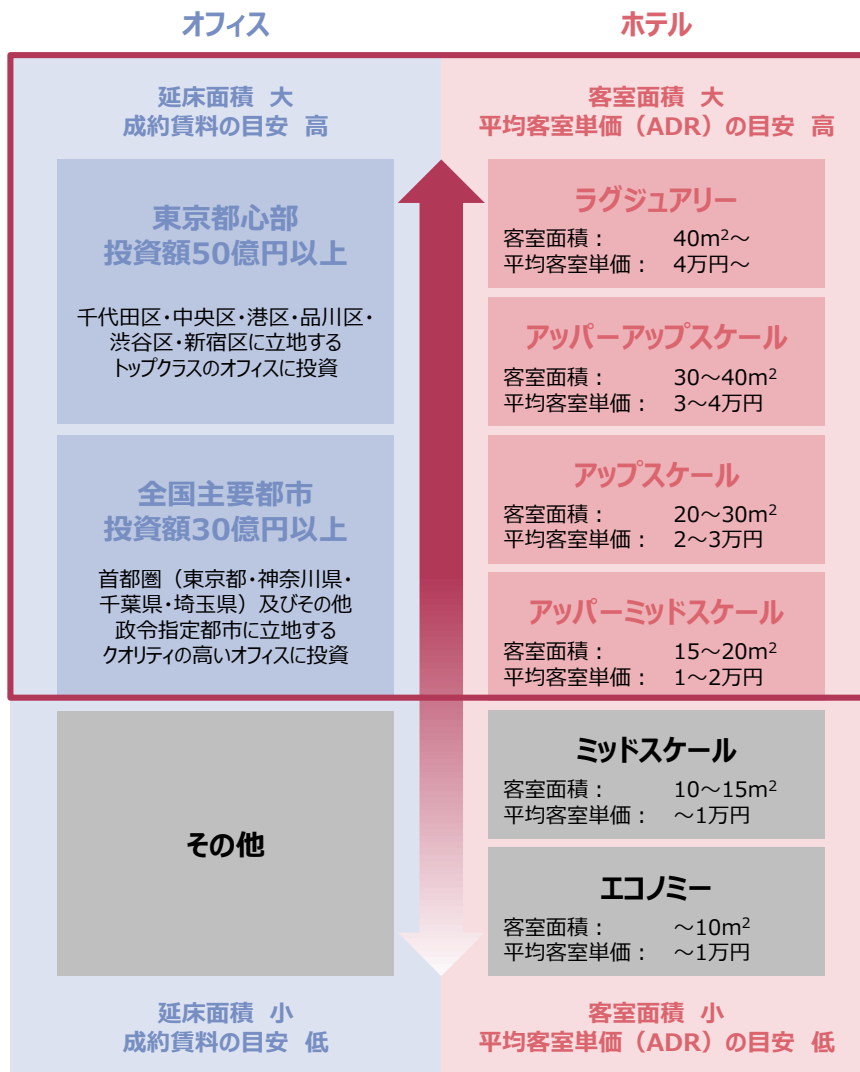 オフィス
延床面積 大
成約賃料の目安 高
東京都心部
投資額50億円以上
千代田区・中央区・港区・品川区・
渋谷区・新宿区に立地する
トップクラスのオフィスに投資
全国主要都市
投資額30億円以上
首都圏（東京都・神奈川県・
千葉県・埼玉県）及びその他
政令指定都市に立地する
クオリティの高いオフィスに投資
その他
延床面積 小
成約賃料の目安 低
ホテル
客室面積 大
平均客室単価（ADR）の目安 高
ラグジュアリー
客室面積： 40m²～
平均客室単価： 4万円～
アッパーアップスケール
客室面積： 30～40m²
平均客室単価： 3～4万円
アップスケール
客室面積： 20～30m²
平均客室単価： 2～3万円
アッパーミッドスケール
客室面積： 15～20m²
平均客室単価： 1～2万円
ミッドスケール
客室面積： 10～15m²
平均客室単価： ～1万円
エコノミー
客室面積： ～10m²
平均客室単価： ～1万円
客室面積 小
平均客室単価（ADR）の目安 低